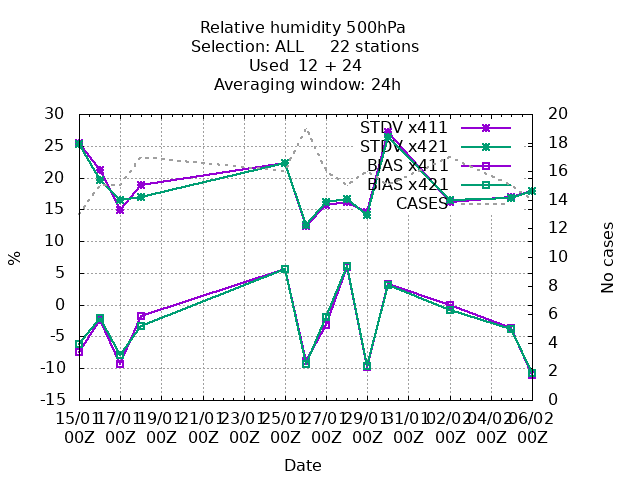 Relative humidity 500hPa
Selection: ALL 22 stations
Used 12 + 24
Averaging window: 24h
30 20
25 18
20 16
15 14
10 12
5 10
0 8
-5 6
-10 4
-15 2
0
STDV x411
STDV x421
BIAS x411
BIAS x421
CASES
%
No cases
15/01 17/01 19/01 21/01 23/01 25/01 27/01 29/01 31/01 02/02 04/02 06/02
00Z 00Z 00Z 00Z 00Z 00Z 00Z 00Z 00Z 00Z 00Z 00Z
Date